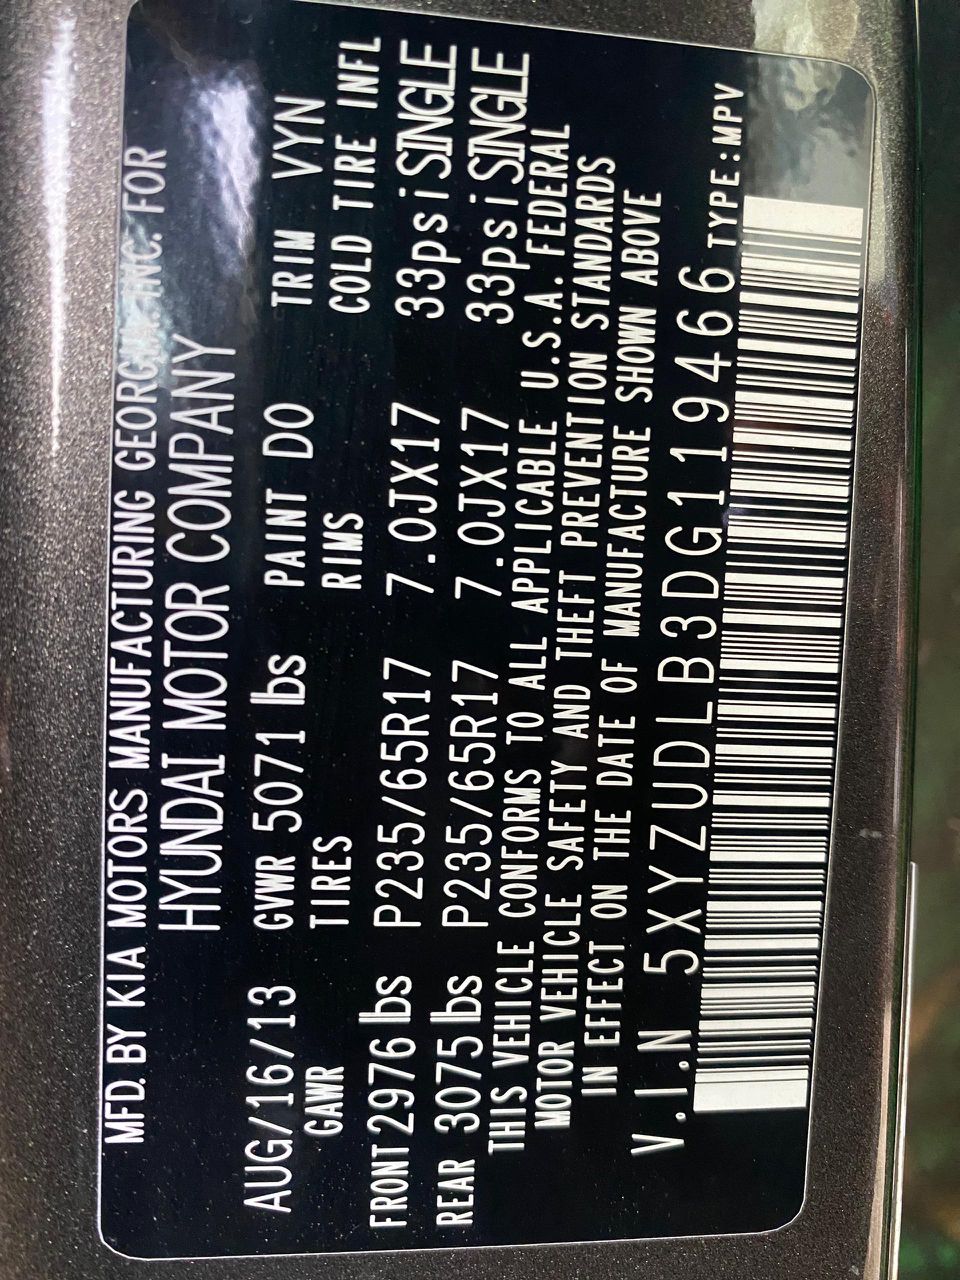 MFD. BY KIA MOTORS MANUFACTURING GEORGIA, INC. FOR
HYUNDAI MOTOR COMPANY
AUG/16/13 GVWR 5071 lbs PAINT DO TRIM VYN
GAWR TIRES RIMS COLD TIRE INFL
FRONT 2976 lbs P235/65R17 7.0JX17 33psi SINGLE
REAR 3075 lbs P235/65R17 7.0JX17 33psi SINGLE
THIS VEHICLE CONFORMS TO ALL APPLICABLE U.S.A. FEDERAL
MOTOR VEHICLE SAFETY AND THEFT PREVENTION STANDARDS
IN EFFECT ON THE DATE OF MANUFACTURE SHOWN ABOVE
V.I.N 5XYZUDLB3DG119466 TYPE:MPV